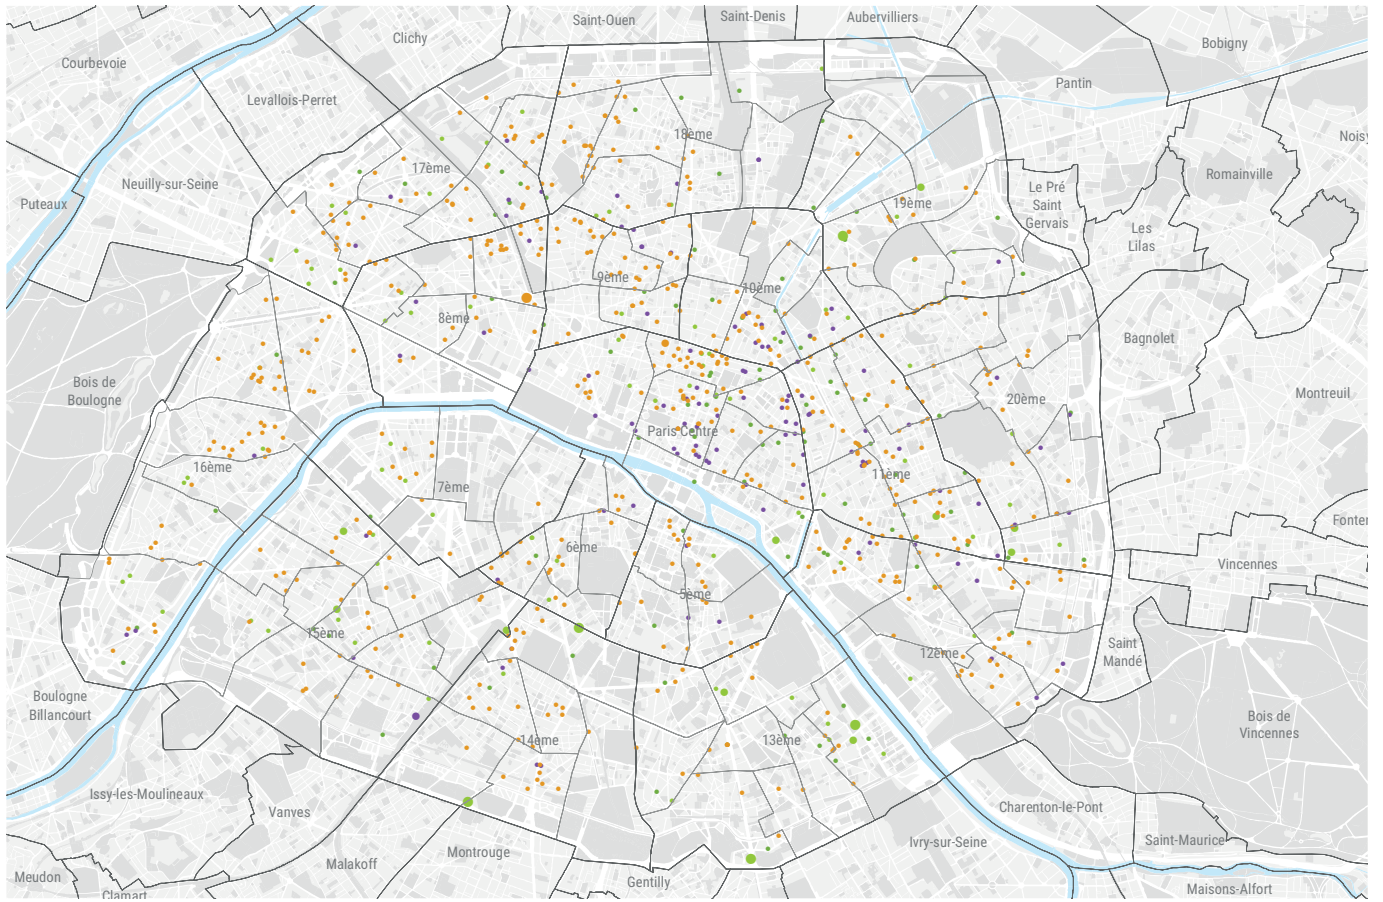 Saint-Ouen
Saint-Denis
Aubervilliers
Clichy
Bobigny
Courbevoie
Pantin
Levallois-Perret
18ème
Noisy
17ème
Romainville
Neuilly-sur-Seine
Le Pré
Saint
Gervais
Puteaux
19ème
Les
Lilas
9ème
10ème
8ème
Bagnolet
Bois de
Boulogne
Montreuil
20ème
Paris Centre
16ème
11ème
7ème
Fonten
6ème
Vincennes
5ème
15ème
12ème
Saint
Mandé
Boulogne
Billancourt
Bois de
Vincennes
14ème
13ème
Issy-les-Moulineaux
Charenton-le-Pont
Vanves
Ivry-sur-Seine
Saint-Maurice
Montrouge
Malakoff
Meudon
Gentilly
Maisons-Alfort
Clamart